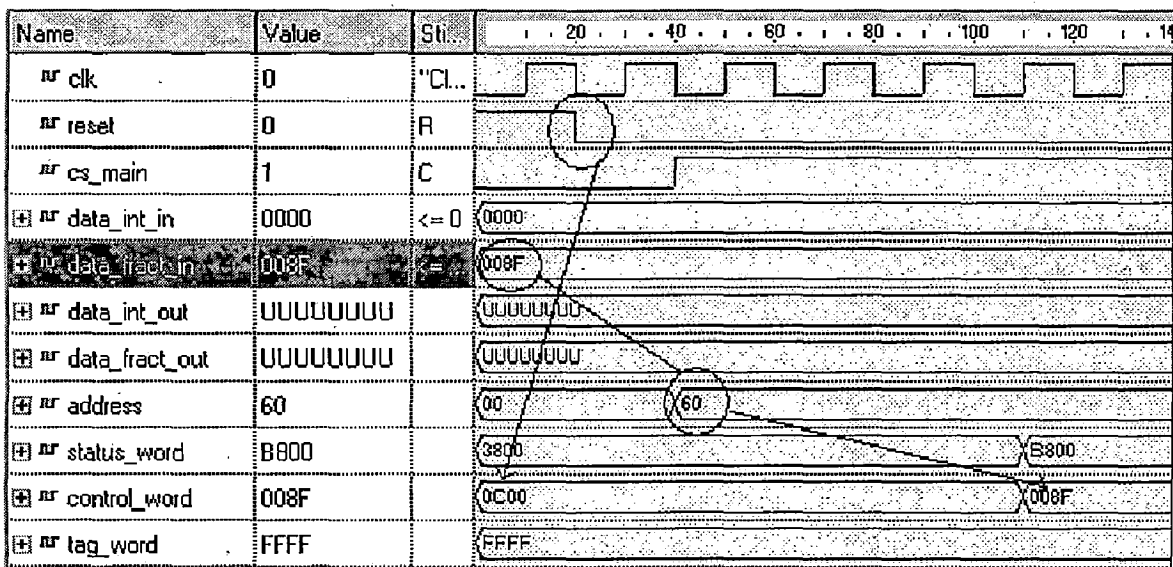 Name Value Sti... 20 40 60 80 100 120 14
clk 0 "Cl...
reset 0 R
cs_main 1 C
data_int_in 0000 <= 0 0000
data_fract_in 008F <= 008F
data_int_out UUUUUUUU UUUUUUUU
data_fract_out UUUUUUUU UUUUUUUU
address 60 00 60
status_word B800 3800 B800
control_word 008F 0C00 008F
tag_word FFFF FFFF